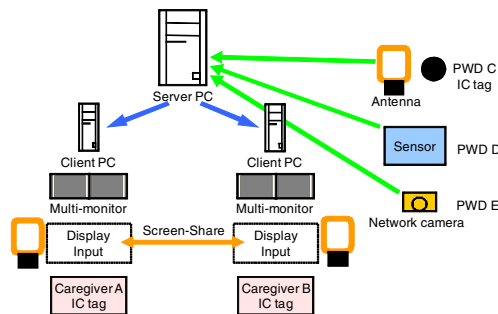 Server PC
Antenna
PWD C
IC tag
Sensor
PWD D
Client PC
Client PC
Multi-monitor
Multi-monitor
PWD E
Network camera
Display
Input
Screen-Share
Display
Input
Caregiver A
IC tag
Caregiver B
IC tag